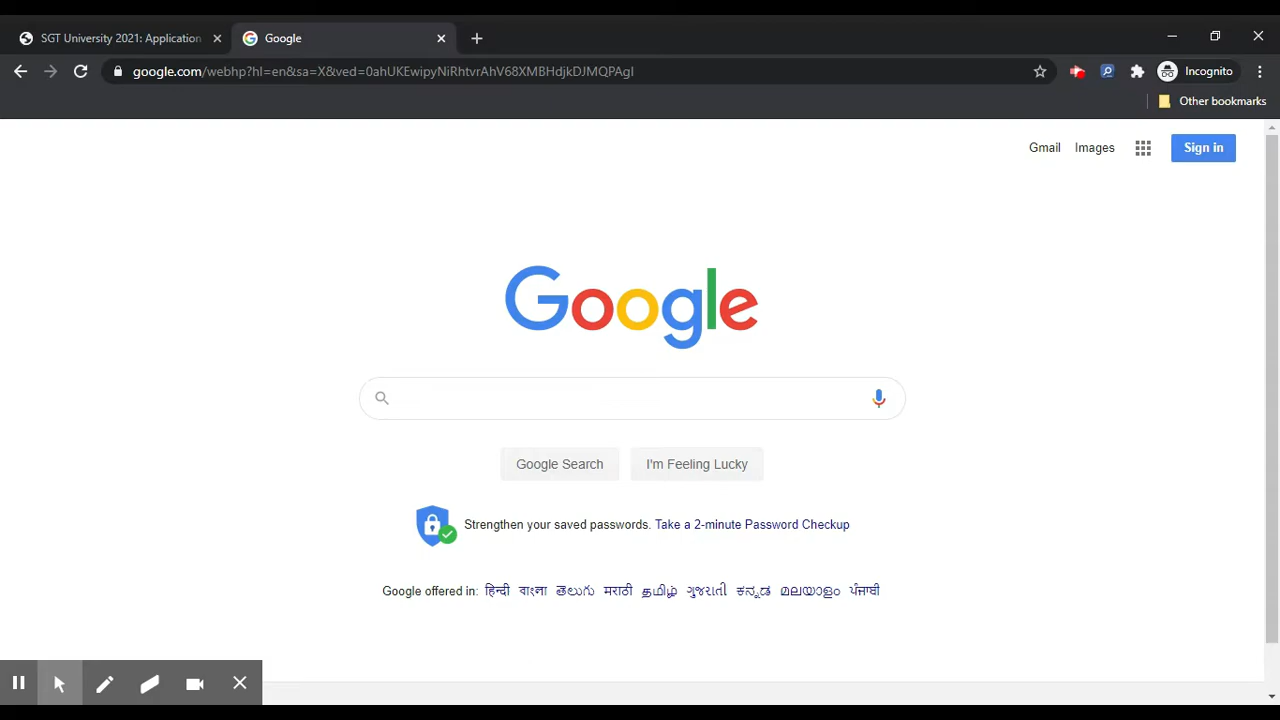 SGT University 2021: Application
Google
google.com/webhp?hl=en&sa=X&ved=0ahUKEwipyNiRhtvrAhV68XMBHdjkDJMQPAgI
Incognito
Other bookmarks
Gmail Images
Sign in
Google
Google Search I'm Feeling Lucky
Strengthen your saved passwords. Take a 2-minute Password Checkup
Google offered in: हिन्दी বাংলা తెలుగు मराठी தமிழ் ગુજરાતી ಕನ್ನಡ മലയാളം ਪੰਜਾਬੀ